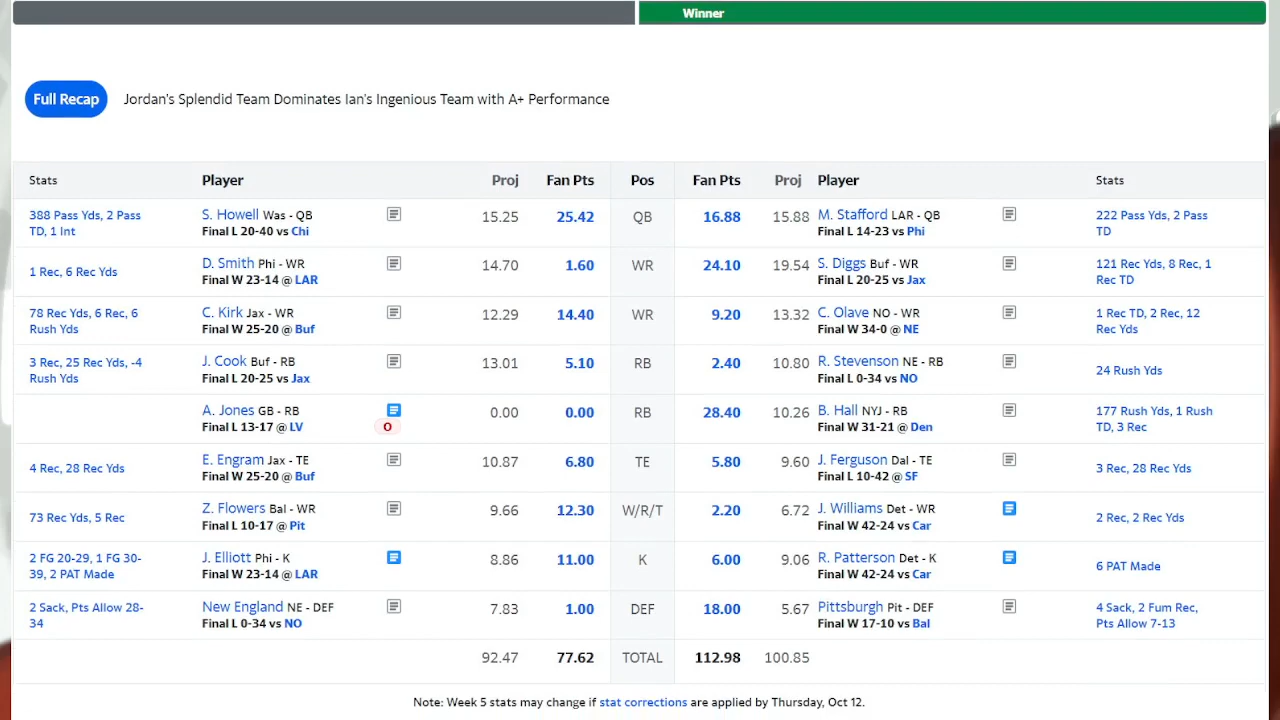 Winner
Full Recap Jordan's Splendid Team Dominates Ian's Ingenious Team with A+ Performance
Stats Player Proj Fan Pts Pos Fan Pts Proj Player Stats
388 Pass Yds, 2 Pass TD, 1 Int S. Howell Was - QB Final L 20-40 vs Chi 15.25 25.42 QB 16.88 15.88 M. Stafford LAR - QB Final L 14-23 vs Phi 222 Pass Yds, 2 Pass TD
1 Rec, 6 Rec Yds D. Smith Phi - WR Final W 23-14 @ LAR 14.70 1.60 WR 24.10 19.54 S. Diggs Buf - WR Final L 20-25 vs Jax 121 Rec Yds, 8 Rec, 1 Rec TD
78 Rec Yds, 6 Rec, 6 Rush Yds C. Kirk Jax - WR Final W 25-20 @ Buf 12.29 14.40 WR 9.20 13.32 C. Olave NO - WR Final W 34-0 @ NE 1 Rec TD, 2 Rec, 12 Rec Yds
3 Rec, 25 Rec Yds, -4 Rush Yds J. Cook Buf - RB Final L 20-25 vs Jax 13.01 5.10 RB 2.40 10.80 R. Stevenson NE - RB Final L 0-34 vs NO 24 Rush Yds
A. Jones GB - RB Final L 13-17 @ LV O 0.00 0.00 RB 28.40 10.26 B. Hall NYJ - RB Final W 31-21 @ Den 177 Rush Yds, 1 Rush TD, 3 Rec
4 Rec, 28 Rec Yds E. Engram Jax - TE Final W 25-20 @ Buf 10.87 6.80 TE 5.80 9.60 J. Ferguson Dal - TE Final L 10-42 @ SF 3 Rec, 28 Rec Yds
73 Rec Yds, 5 Rec Z. Flowers Bal - WR Final L 10-17 @ Pit 9.66 12.30 W/R/T 2.20 6.72 J. Williams Det - WR Final W 42-24 vs Car 2 Rec, 2 Rec Yds
2 FG 20-29, 1 FG 30-39, 2 PAT Made J. Elliott Phi - K Final W 23-14 @ LAR 8.86 11.00 K 6.00 9.06 R. Patterson Det - K Final W 42-24 vs Car 6 PAT Made
2 Sack, Pts Allow 28-34 New England NE - DEF Final L 0-34 vs NO 7.83 1.00 DEF 18.00 5.67 Pittsburgh Pit - DEF Final W 17-10 vs Bal 4 Sack, 2 Fum Rec, Pts Allow 7-13
92.47 77.62 TOTAL 112.98 100.85
Note: Week 5 stats may change if stat corrections are applied by Thursday, Oct 12.